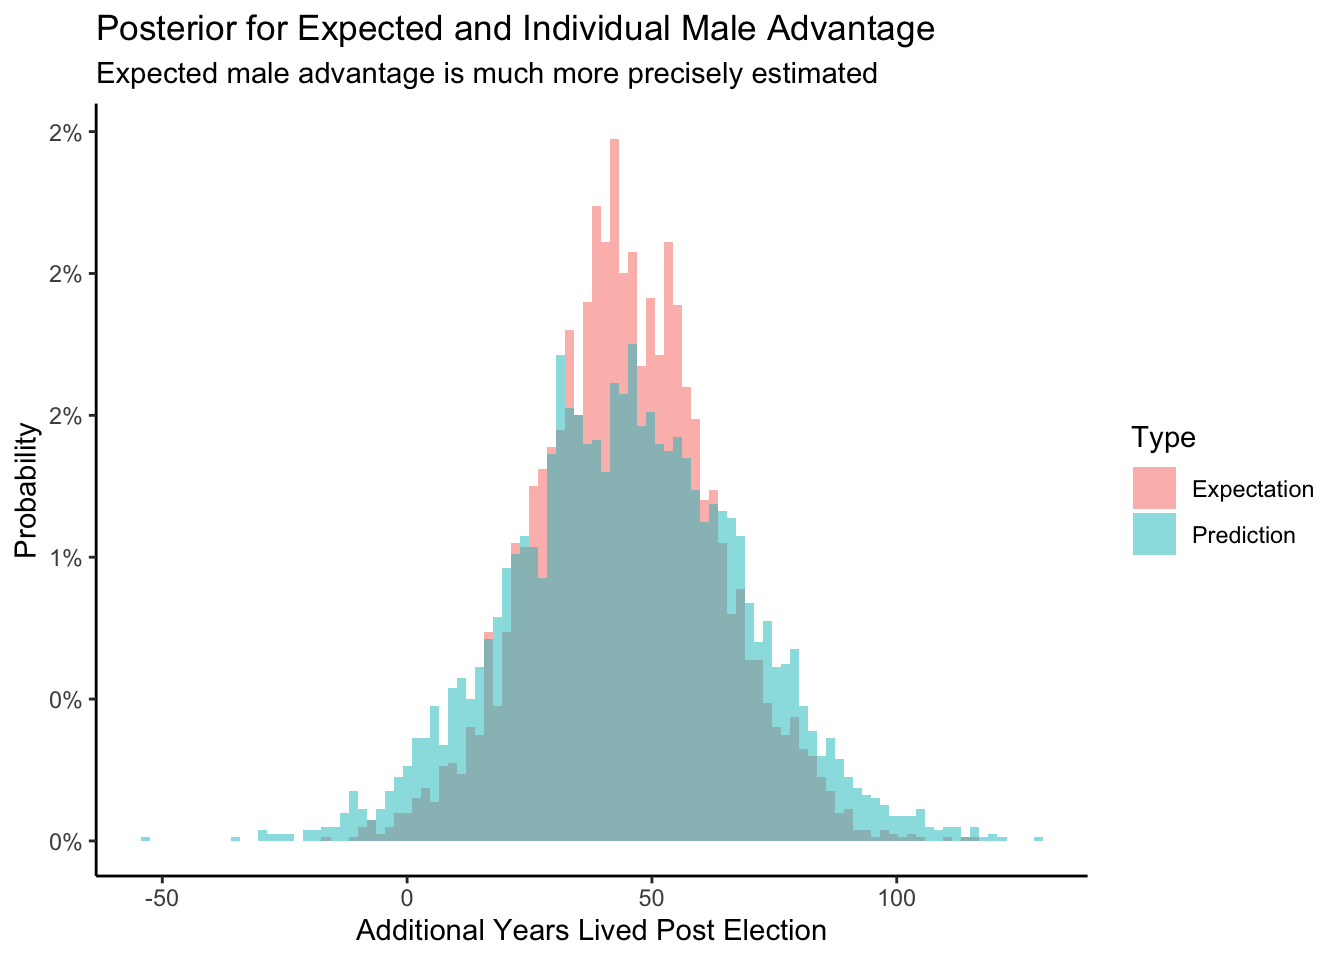 Posterior for Expected and Individual Male Advantage
Expected male advantage is much more precisely estimated
2%
2%
2%
1%
0%
0%
Probability
-50
0
50
100
Additional Years Lived Post Election
Type
Expectation
Prediction